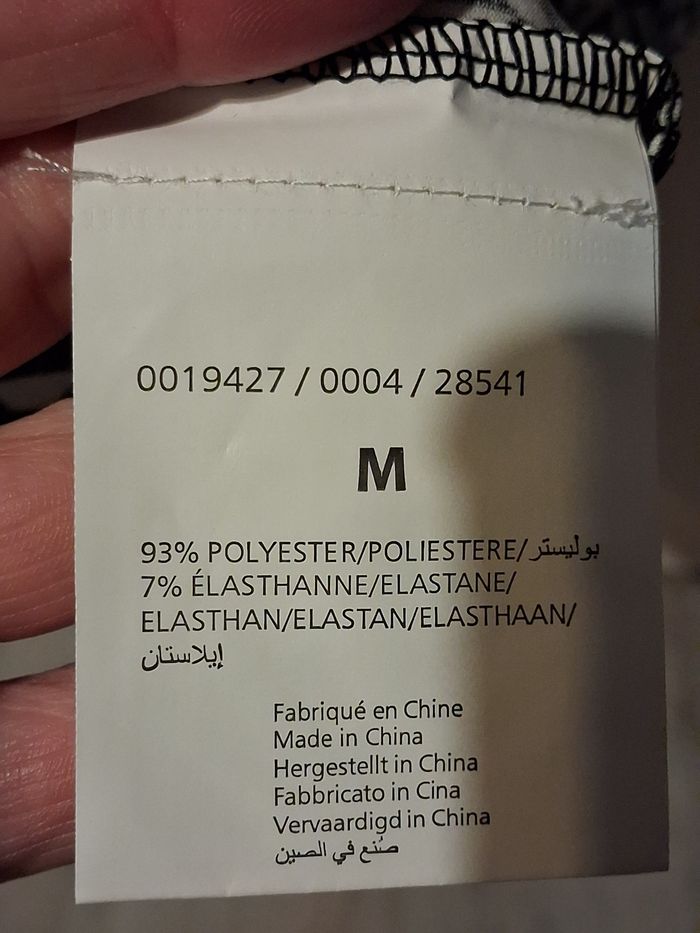 0019427 / 0004 / 28541
M
93% POLYESTER/POLIESTERE/بوليستر
7% ÉLASTHANNE/ELASTANE/
ELASTHAN/ELASTAN/ELASTHAAN/
إيلاستان
Fabriqué en Chine
Made in China
Hergestellt in China
Fabbricato in Cina
Vervaardigd in China
صُنع في الصين